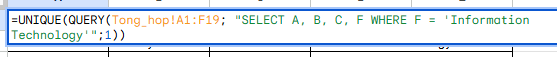 =UNIQUE(QUERY(Tong_hop!A1:F19; "SELECT A, B, C, F WHERE F = 'Information
Technology'";1))